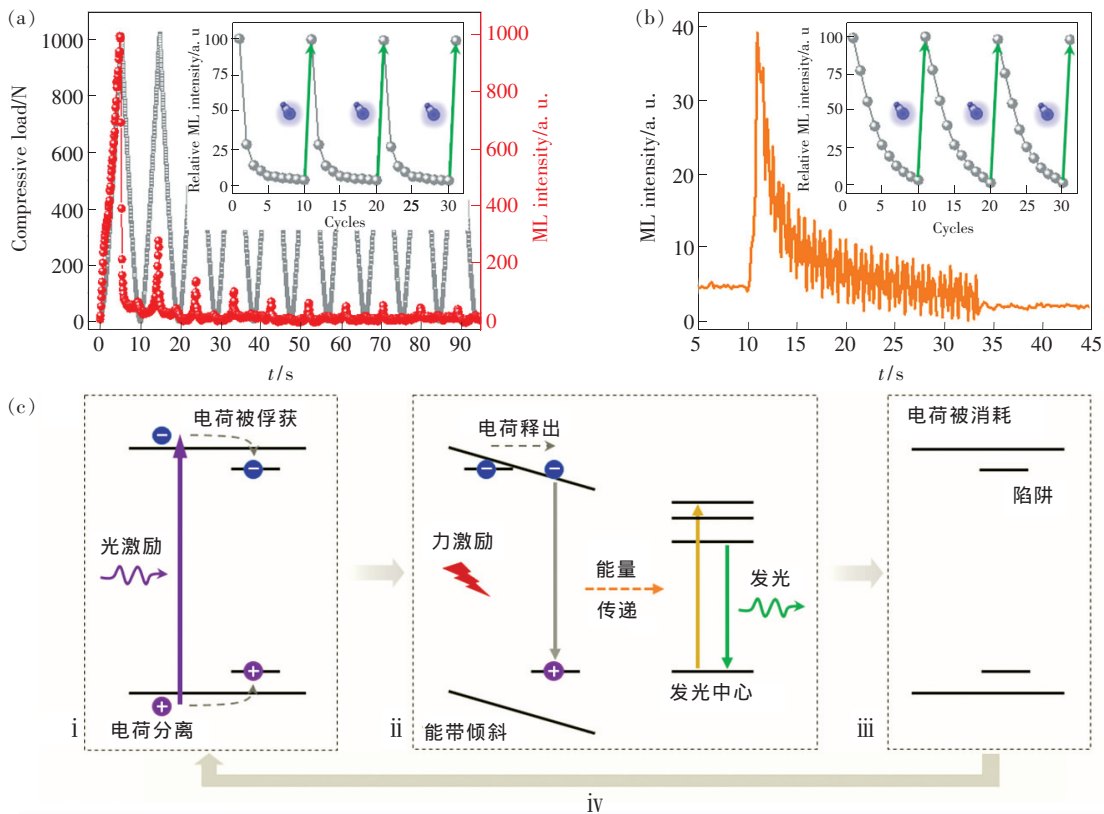 (a)
Compressive load/N
1000
800
600
400
200
0
0 10 20 30 40 50 60 70 80 90
t/s
1000
800
600
400
200
0
ML intensity/a. u.
Relative ML intensity/a. u
100
75
50
25
0
0 5 10 15 20 25 30
Cycles
(b)
ML intensity/a. u.
40
30
20
10
0
5 10 15 20 25 30 35 40 45
t/s
Relative ML intensity/a. u
100
75
50
25
0
0 5 10 15 20 25 30
Cycles
(c)
电荷被俘获
光激励
电荷分离
i
电荷释出
力激励
能带倾斜
能量
传递
发光
发光中心
ii
电荷被消耗
陷阱
iii
iv